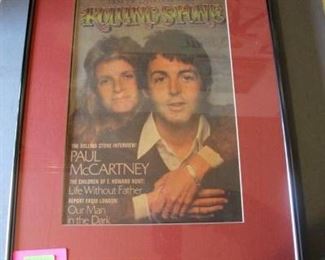 ROLLING STONE
THE ROLLING STONE INTERVIEW:
PAUL
McCARTNEY
THE CHILDREN OF E. HOWARD HUNT:
Life Without Father
REPORT FROM LONDON:
Our Man
in the Dark